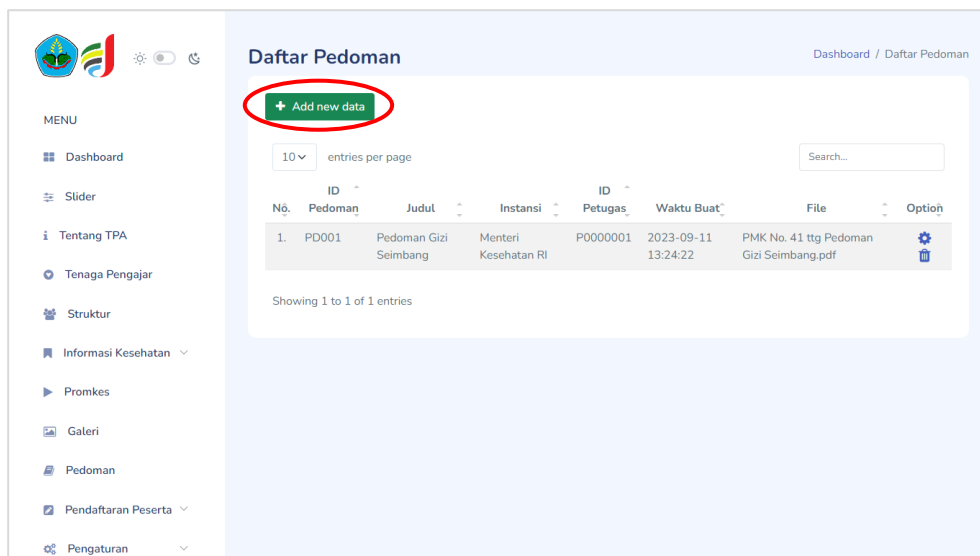 Daftar Pedoman
Dashboard / Daftar Pedoman
MENU
Dashboard
Slider
Tentang TPA
Tenaga Pengajar
Struktur
Informasi Kesehatan
Promkes
Galeri
Pedoman
Pendaftaran Peserta
Pengaturan
+ Add new data
10 entries per page
Search...
No. ID Pedoman Judul Instansi ID Petugas Waktu Buat File Option
1. PD001 Pedoman Gizi Menteri P0000001 2023-09-11 PMK No. 41 ttg Pedoman
Seimbang Kesehatan RI 13:24:22 Gizi Seimbang.pdf
Showing 1 to 1 of 1 entries